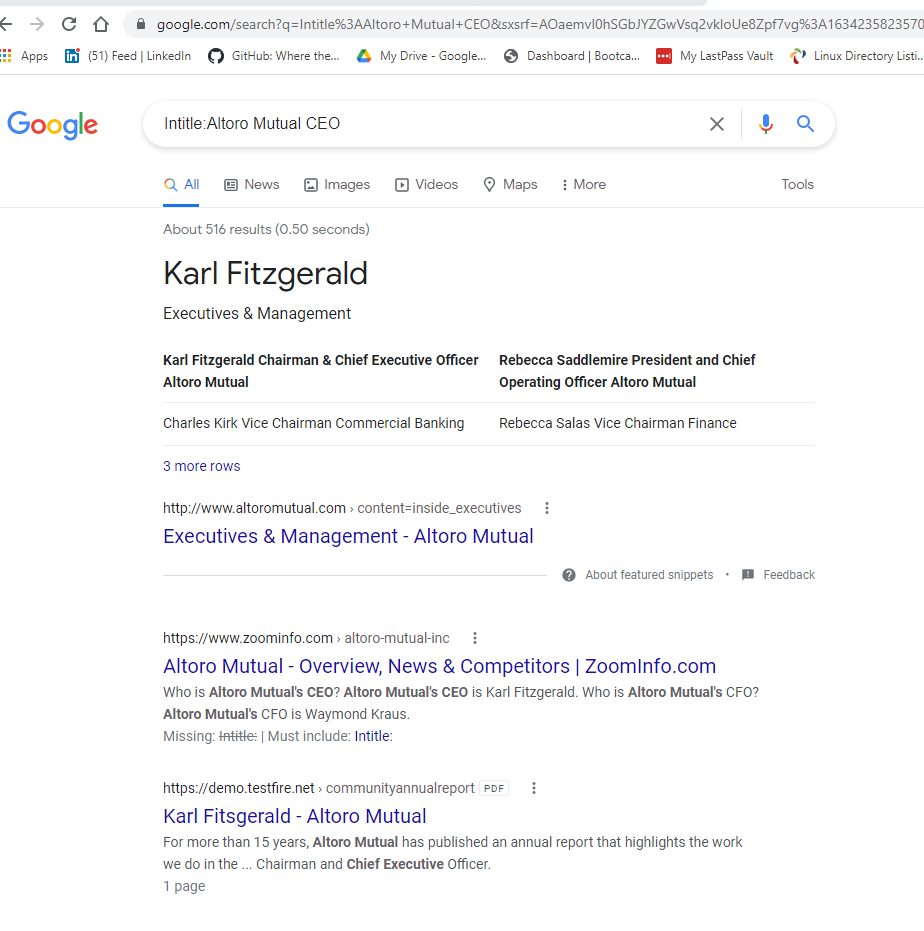 google.com/search?q=Intitle%3AAltoro+Mutual+CEO&sxsrf=AOaemvI0hSGbJYZGwVsq2vkloUe8Zpf7vg%3A1634235823570
Apps (51) Feed | LinkedIn GitHub: Where the... My Drive - Google... Dashboard | Bootca... My LastPass Vault Linux Directory Listi...
Google Intitle:Altoro Mutual CEO
All News Images Videos Maps More Tools
About 516 results (0.50 seconds)
Karl Fitzgerald
Executives & Management
Karl Fitzgerald Chairman & Chief Executive Officer
Altoro Mutual
Rebecca Saddlemire President and Chief
Operating Officer Altoro Mutual
Charles Kirk Vice Chairman Commercial Banking
Rebecca Salas Vice Chairman Finance
3 more rows
http://www.altoromutual.com › content=inside_executives
Executives & Management - Altoro Mutual
About featured snippets • Feedback
https://www.zoominfo.com › altoro-mutual-inc
Altoro Mutual - Overview, News & Competitors | ZoomInfo.com
Who is Altoro Mutual's CEO? Altoro Mutual's CEO is Karl Fitzgerald. Who is Altoro Mutual's CFO?
Altoro Mutual's CFO is Waymond Kraus.
Missing: Intitle: | Must include: Intitle:
https://demo.testfire.net › communityannualreport PDF
Karl Fitsgerald - Altoro Mutual
For more than 15 years, Altoro Mutual has published an annual report that highlights the work
we do in the ... Chairman and Chief Executive Officer.
1 page